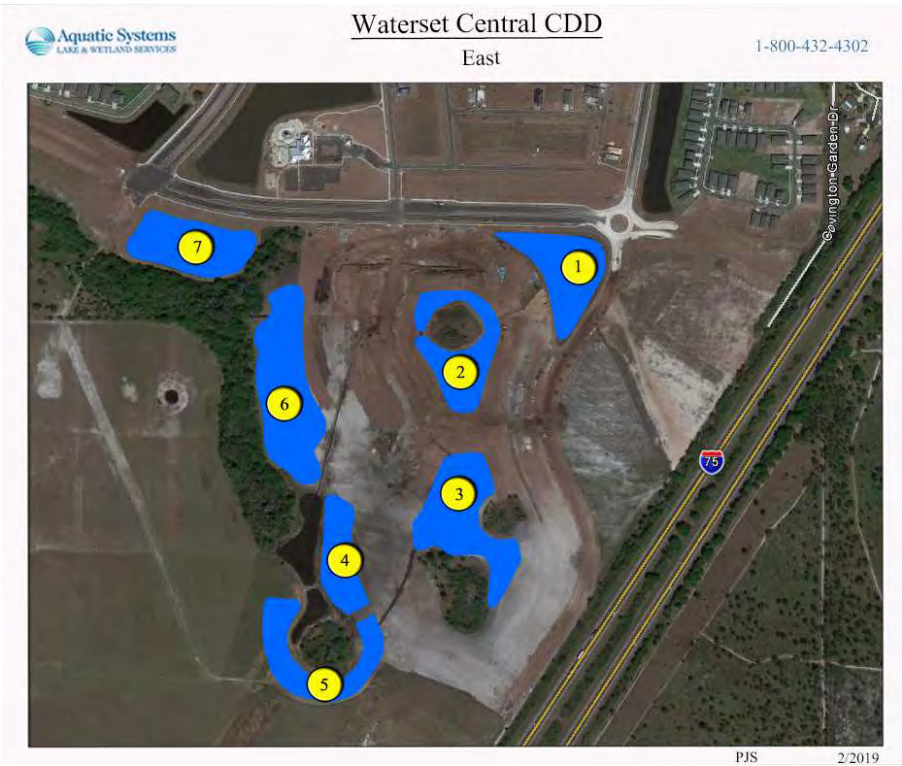 Aquatic Systems
LAKE & WETLAND SERVICES
Waterset Central CDD
East
1-800-432-4302
Covington-Garden-Dr
7
1
2
6
75
3
4
5
PJS
2/2019